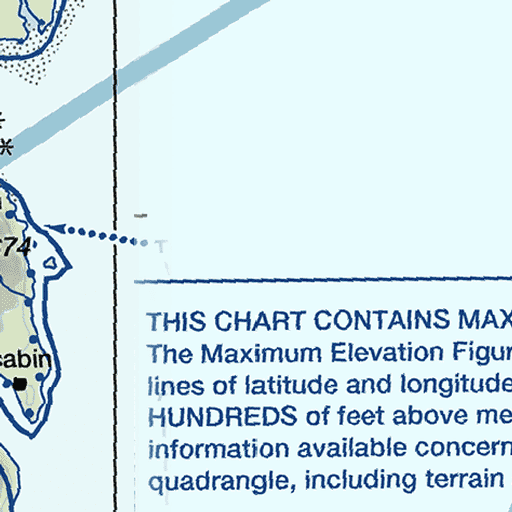 74
sabin
THIS CHART CONTAINS MAX
The Maximum Elevation Figur
lines of latitude and longitude
HUNDREDS of feet above me
information available concern
quadrangle, including terrain